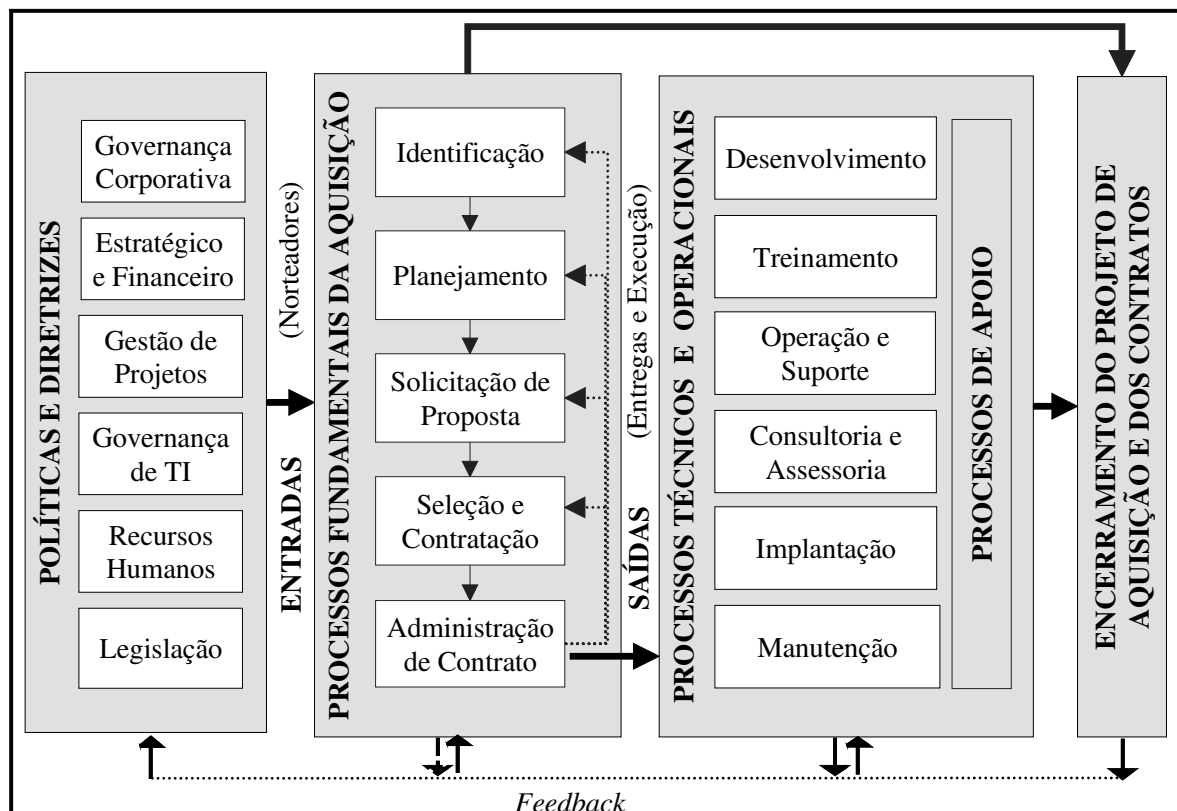 POLÍTICAS E DIRETRIZES
Governança
Corporativa
Estratégico
e Financeiro
Gestão de
Projetos
Governança
de TI
Recursos
Humanos
Legislação
ENTRADAS
(Norteadores)
PROCESSOS FUNDAMENTAIS DA AQUISIÇÃO
Identificação
Planejamento
Solicitação de
Proposta
Seleção e
Contratação
Administração
de Contrato
SAÍDAS
(Entregas e Execução)
PROCESSOS TÉCNICOS E OPERACIONAIS
Desenvolvimento
Treinamento
Operação e
Suporte
Consultoria e
Assessoria
Implantação
Manutenção
PROCESSOS DE APOIO
ENCERRAMENTO DO PROJETO DE
AQUISIÇÃO E DOS CONTRATOS
Feedback